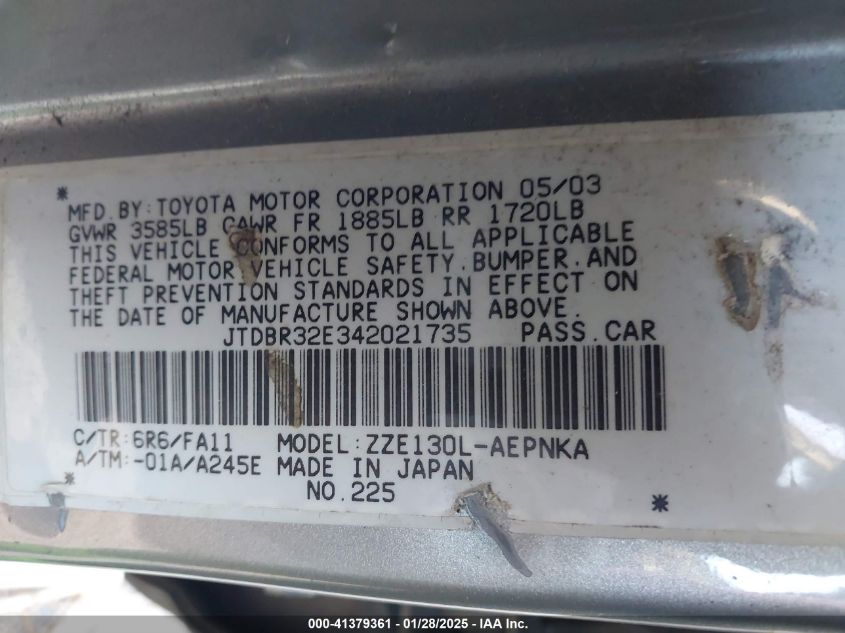 * MFD.BY:TOYOTA MOTOR CORPORATION 05/03
GVWR 3585LB GAWR FR 1885LB RR 1720LB
THIS VEHICLE CONFORMS TO ALL APPLICABLE
FEDERAL MOTOR VEHICLE SAFETY,BUMPER,AND
THEFT PREVENTION STANDARDS IN EFFECT ON
THE DATE OF MANUFACTURE SHOWN ABOVE.
JTDBR32E342021735 PASS.CAR
C/TR:6R6/FA11 MODEL:ZZE130L-AEPNKA
A/TM:-01A/A245E MADE IN JAPAN
NO.225 *
000-41379361 - 01/28/2025 - IAA Inc.